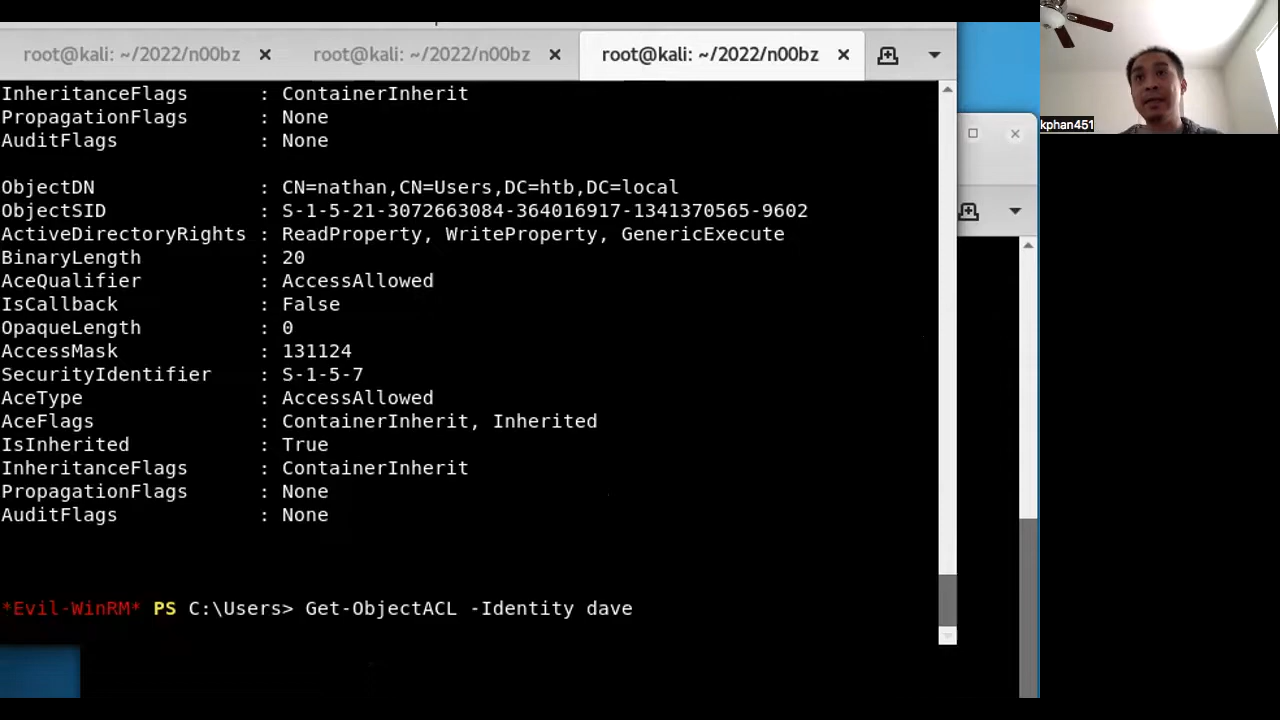 root@kali: ~/2022/n00bz
root@kali: ~/2022/n00bz
root@kali: ~/2022/n00bz
kphan451
InheritanceFlags : ContainerInherit
PropagationFlags : None
AuditFlags : None
ObjectDN : CN=nathan,CN=Users,DC=htb,DC=local
ObjectSID : S-1-5-21-3072663084-364016917-1341370565-9602
ActiveDirectoryRights : ReadProperty, WriteProperty, GenericExecute
BinaryLength : 20
AceQualifier : AccessAllowed
IsCallback : False
OpaqueLength : 0
AccessMask : 131124
SecurityIdentifier : S-1-5-7
AceType : AccessAllowed
AceFlags : ContainerInherit, Inherited
IsInherited : True
InheritanceFlags : ContainerInherit
PropagationFlags : None
AuditFlags : None
*Evil-WinRM* PS C:\Users> Get-ObjectACL -Identity dave